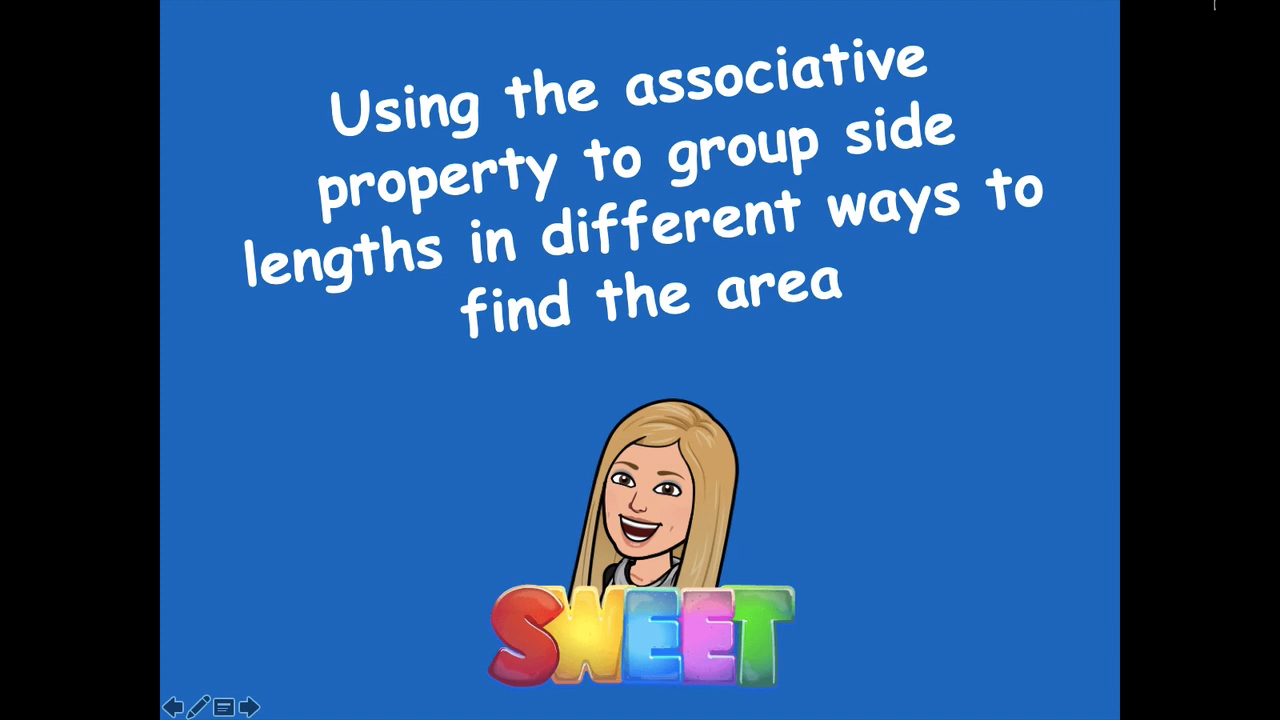 Using the associative
property to group side
lengths in different ways to
find the area
SWEET